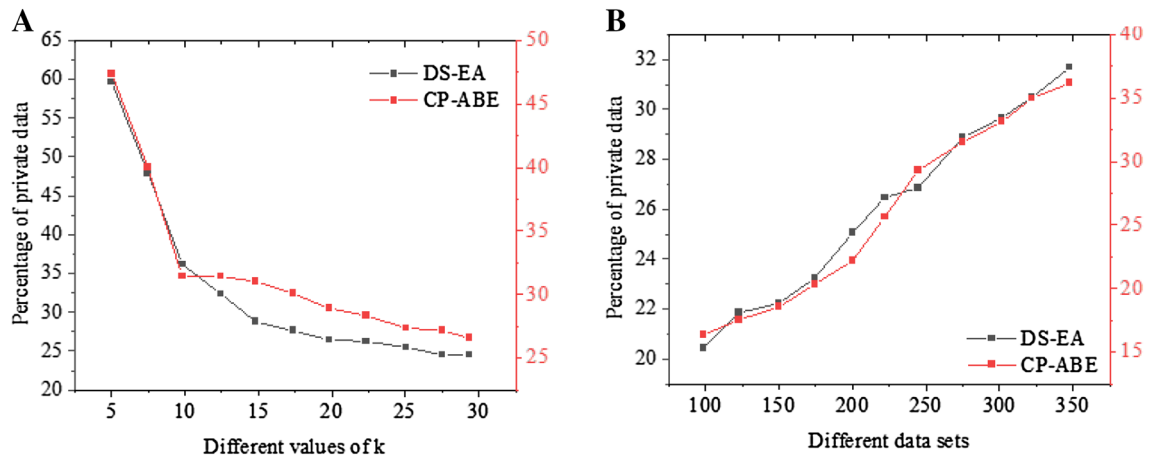 A
65
60
55
50
45
40
35
30
25
20
Percentage of private data
50
45
40
35
30
25
DS-EA
CP-ABE
5 10 15 20 25 30
Different values of k
B
32
30
28
26
24
22
20
Percentage of private data
40
35
30
25
20
15
DS-EA
CP-ABE
100 150 200 250 300 350
Different data sets